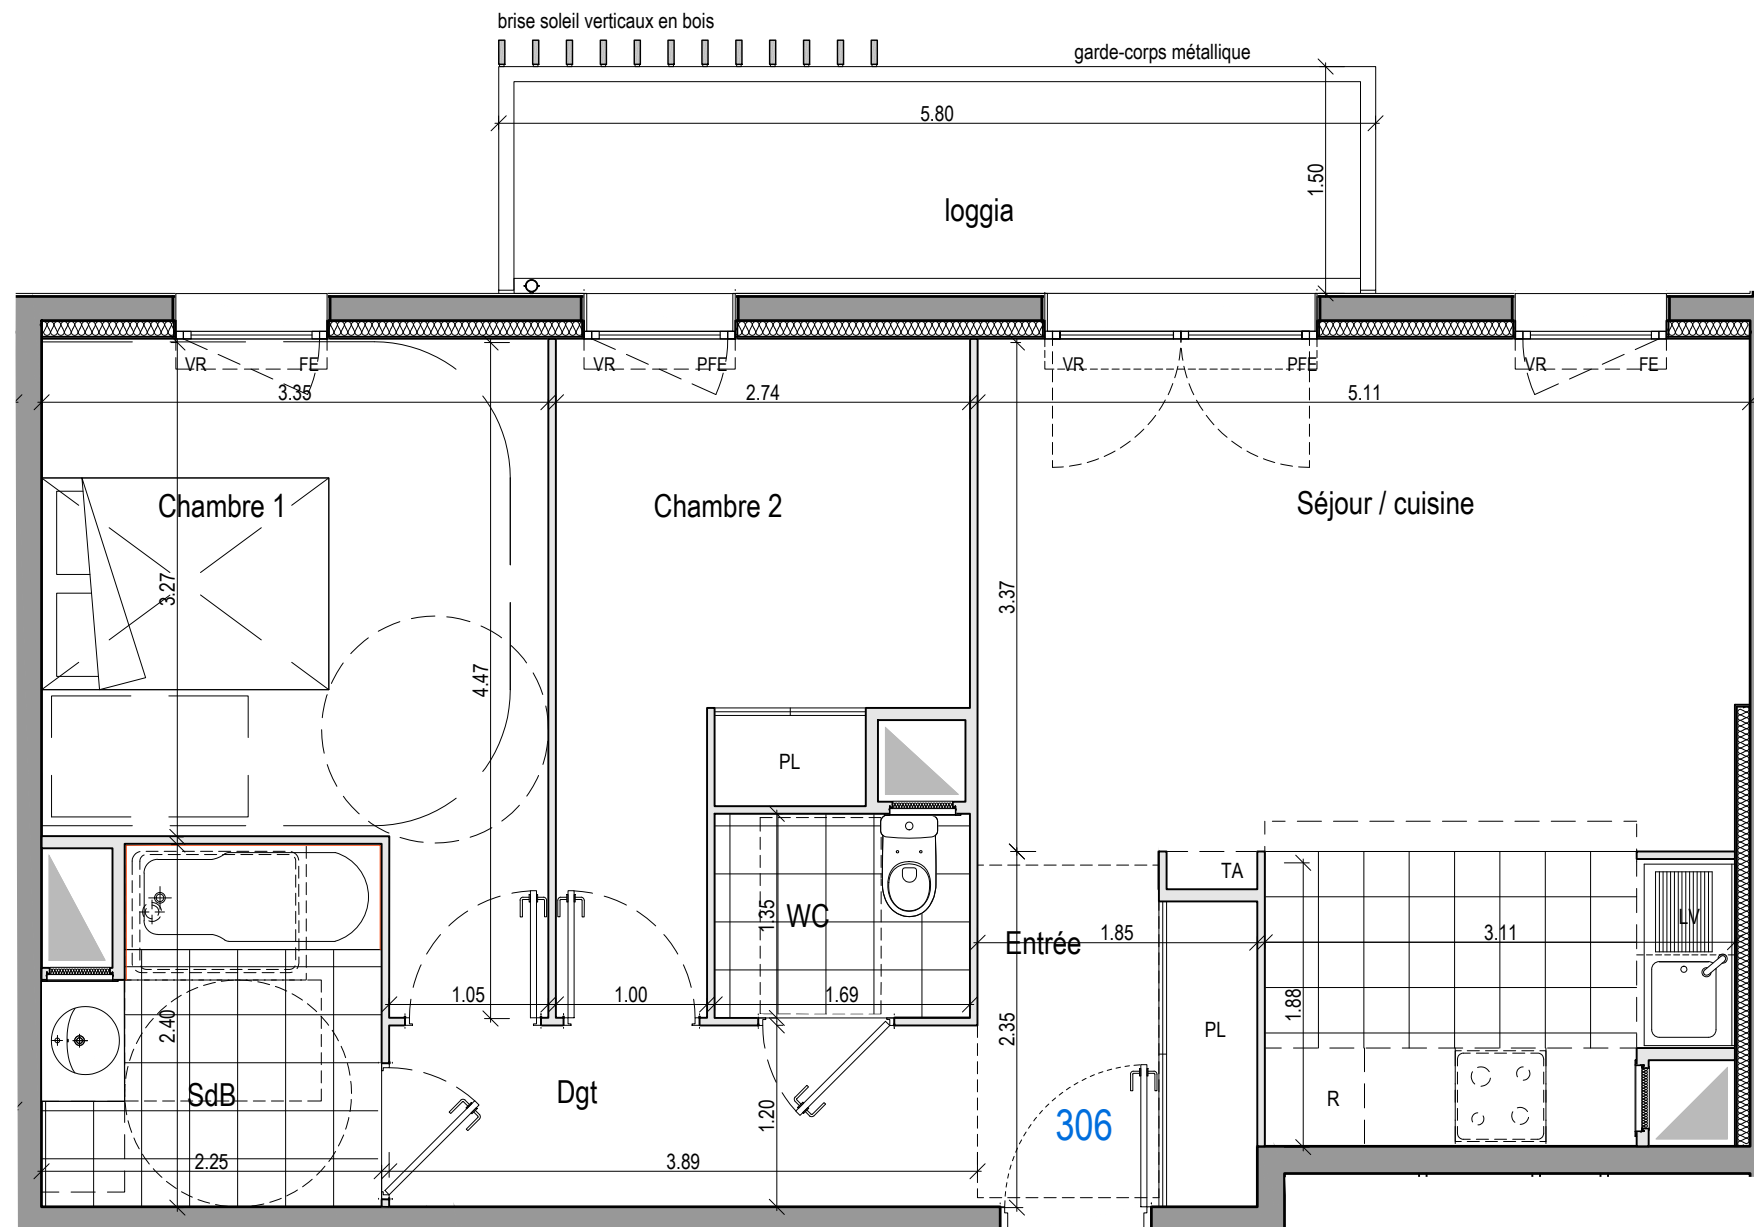 brise soleil verticaux en bois
garde-corps métallique
5.80
1.50
loggia
VR FE
VR PFE
VR PFE
VR FE
3.35
2.74
5.11
Chambre 1
Chambre 2
Séjour / cuisine
3.27
4.47
3.37
PL
TA
1.35
WC
Entrée
1.85
3.11
LV
1.05
1.00
1.69
2.40
2.35
1.88
PL
SdB
Dgt
1.20
306
R
2.25
3.89